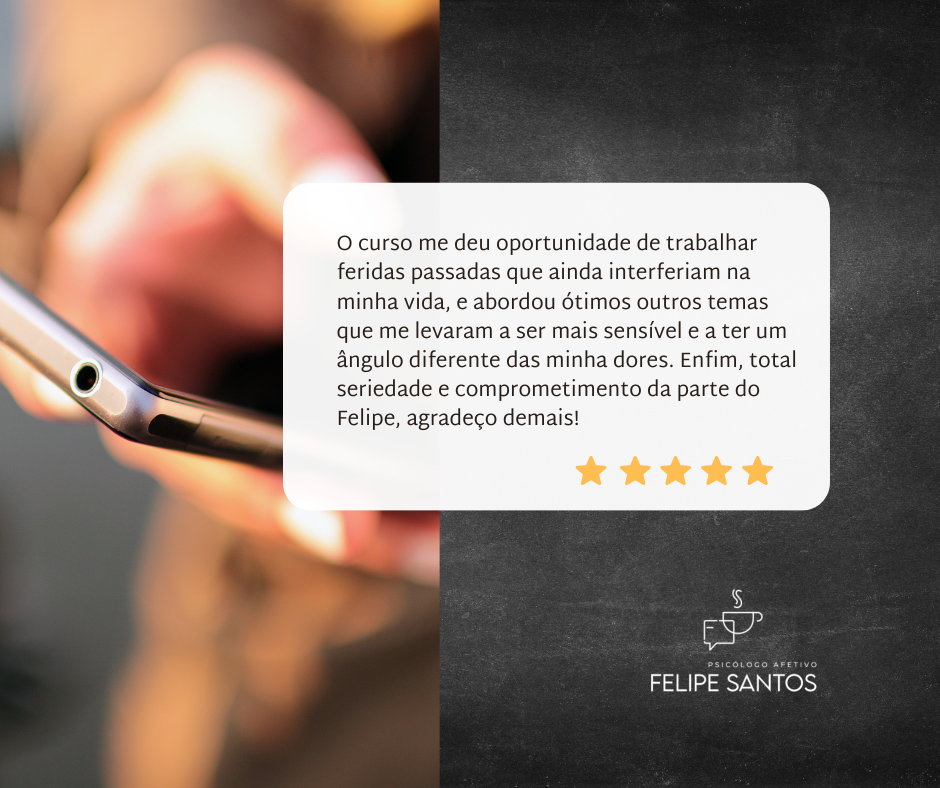 O curso me deu oportunidade de trabalhar
feridas passadas que ainda interferiam na
minha vida, e abordou ótimos outros temas
que me levaram a ser mais sensível e a ter um
ângulo diferente das minha dores. Enfim, total
seriedade e comprometimento da parte do
Felipe, agradeço demais!
F
PSICÓLOGO AFETIVO
FELIPE SANTOS